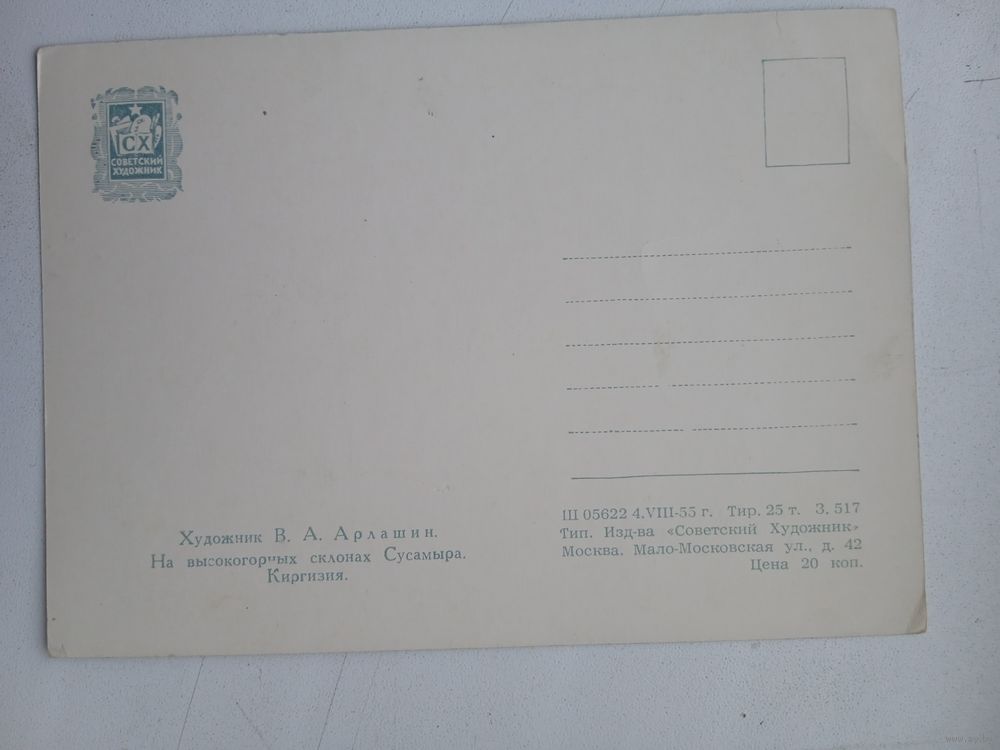 СХ
СОВЕТСКИЙ
ХУДОЖНИК
Художник В. А. Арлашин.
На высокогорных склонах Сусамыра.
Киргизия.
Ш 05622 4.VIII-55 г. Тир. 25 т. З. 517
Тип. Изд-ва «Советский Художник»
Москва. Мало-Московская ул., д. 42
Цена 20 коп.